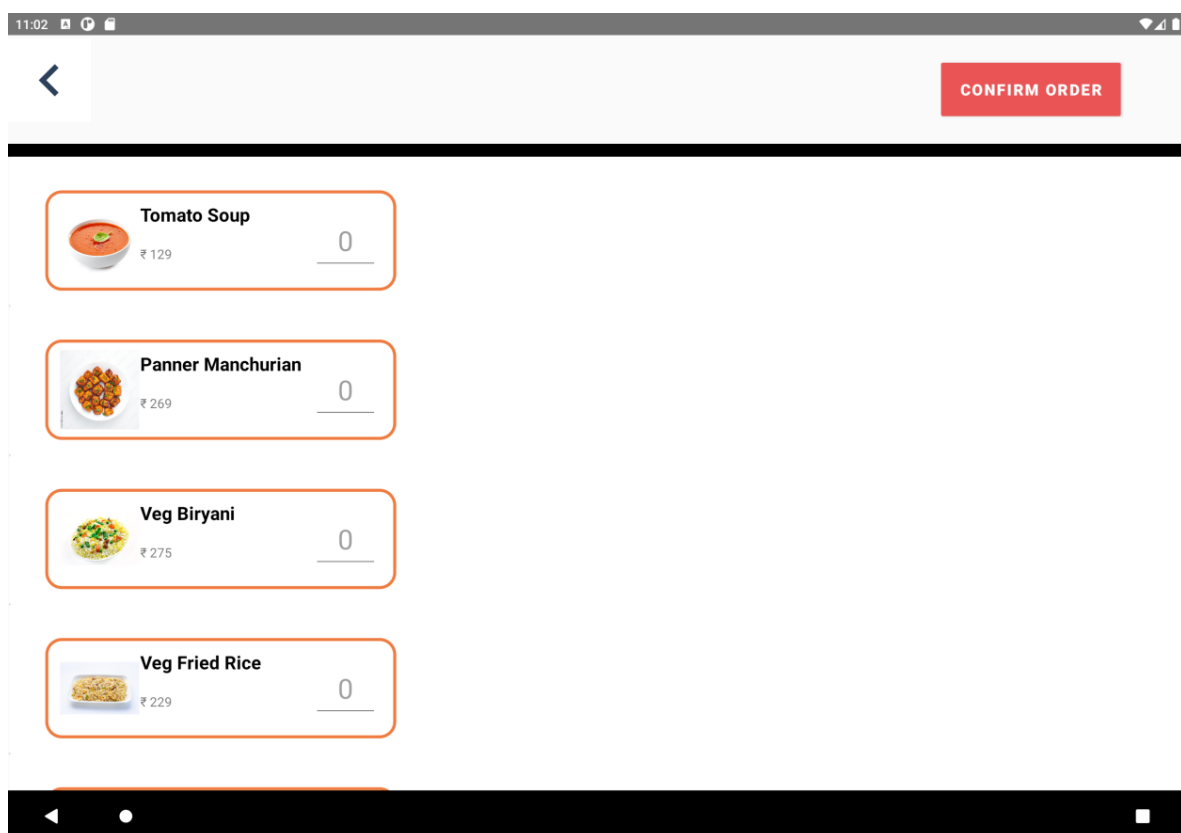 11:02
CONFIRM ORDER
Tomato Soup
₹ 129
0
Panner Manchurian
₹ 269
0
Veg Biryani
₹ 275
0
Veg Fried Rice
₹ 229
0